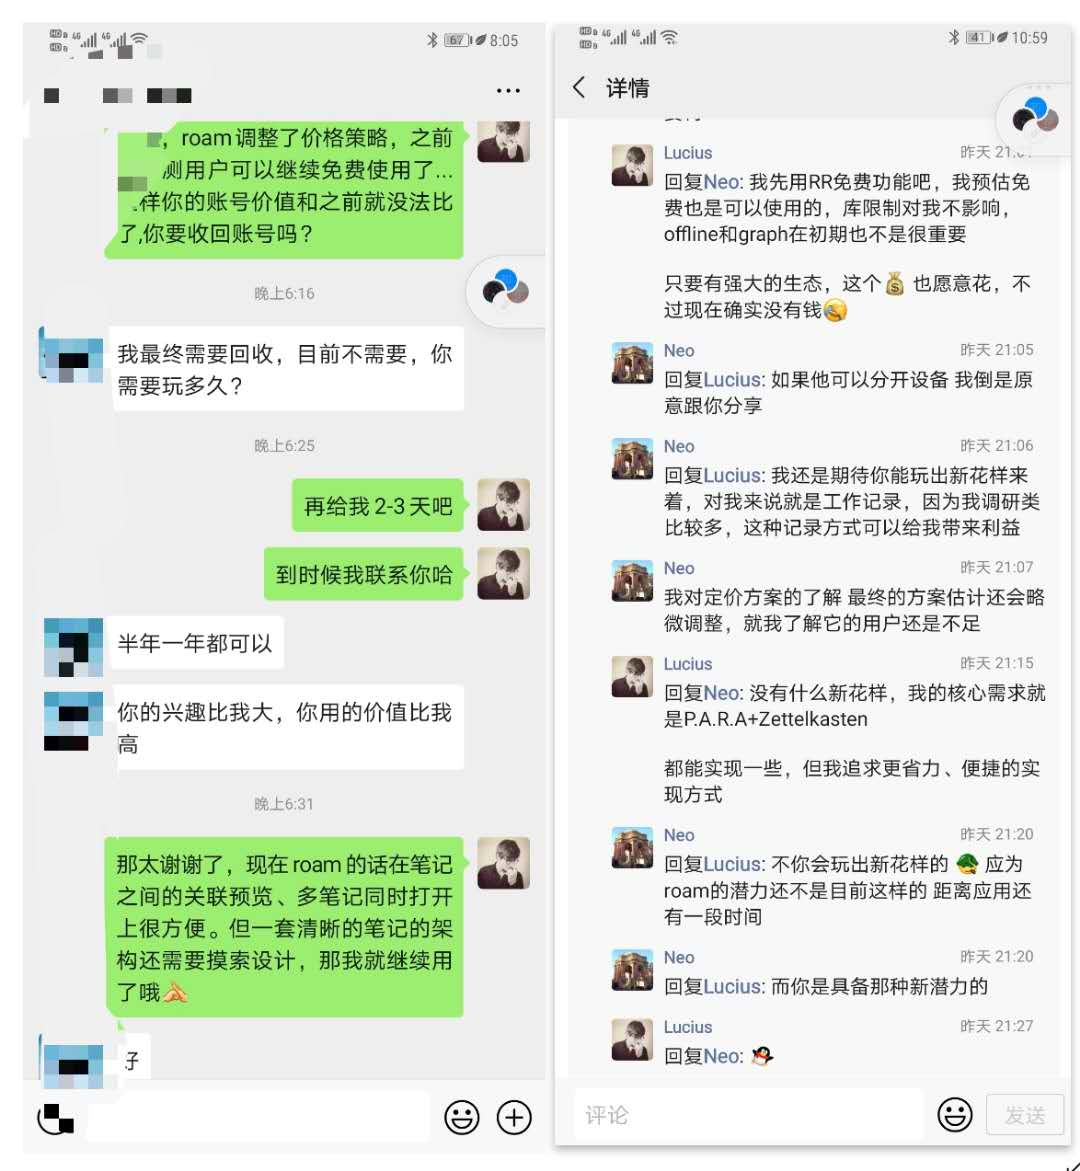 8:05
67
, roam调整了价格策略，之前
测用户可以继续免费使用了...
样你的账号价值和之前就没法比
了,你要收回账号吗？
晚上6:16
我最终需要回收，目前不需要，你
需要玩多久？
晚上6:25
再给我 2-3 天吧
到时候我联系你哈
半年一年都可以
你的兴趣比我大，你用的价值比我
高
晚上6:31
那太谢谢了，现在 roam 的话在笔记
之间的关联预览、多笔记同时打开
上很方便。但一套清晰的笔记的架
构还需要摸索设计，那我就继续用
了哦
好
41
10:59
详情
Lucius
昨天 21:01
回复Neo: 我先用RR免费功能吧，我预估免
费也是可以使用的，库限制对我不影响，
offline和graph在初期也不是很重要
只要有强大的生态，这个 也愿意花，不
过现在确实没有钱
Neo
昨天 21:05
回复Lucius: 如果他可以分开设备 我倒是原
意跟你分享
Neo
昨天 21:06
回复Lucius: 我还是期待你能玩出新花样来
着，对我来说就是工作记录，因为我调研类
比较多，这种记录方式可以给我带来利益
Neo
昨天 21:07
我对定价方案的了解 最终的方案估计还会略
微调整，就我了解它的用户还是不足
Lucius
昨天 21:15
回复Neo: 没有什么新花样，我的核心需求就
是P.A.R.A+Zettelkasten
都能实现一些，但我追求更省力、便捷的实
现方式
Neo
昨天 21:20
回复Lucius: 不你会玩出新花样的 应为
roam的潜力还不是目前这样的 距离应用还
有一段时间
Neo
昨天 21:20
回复Lucius: 而你是具备那种新潜力的
Lucius
昨天 21:27
回复Neo:
评论
发送